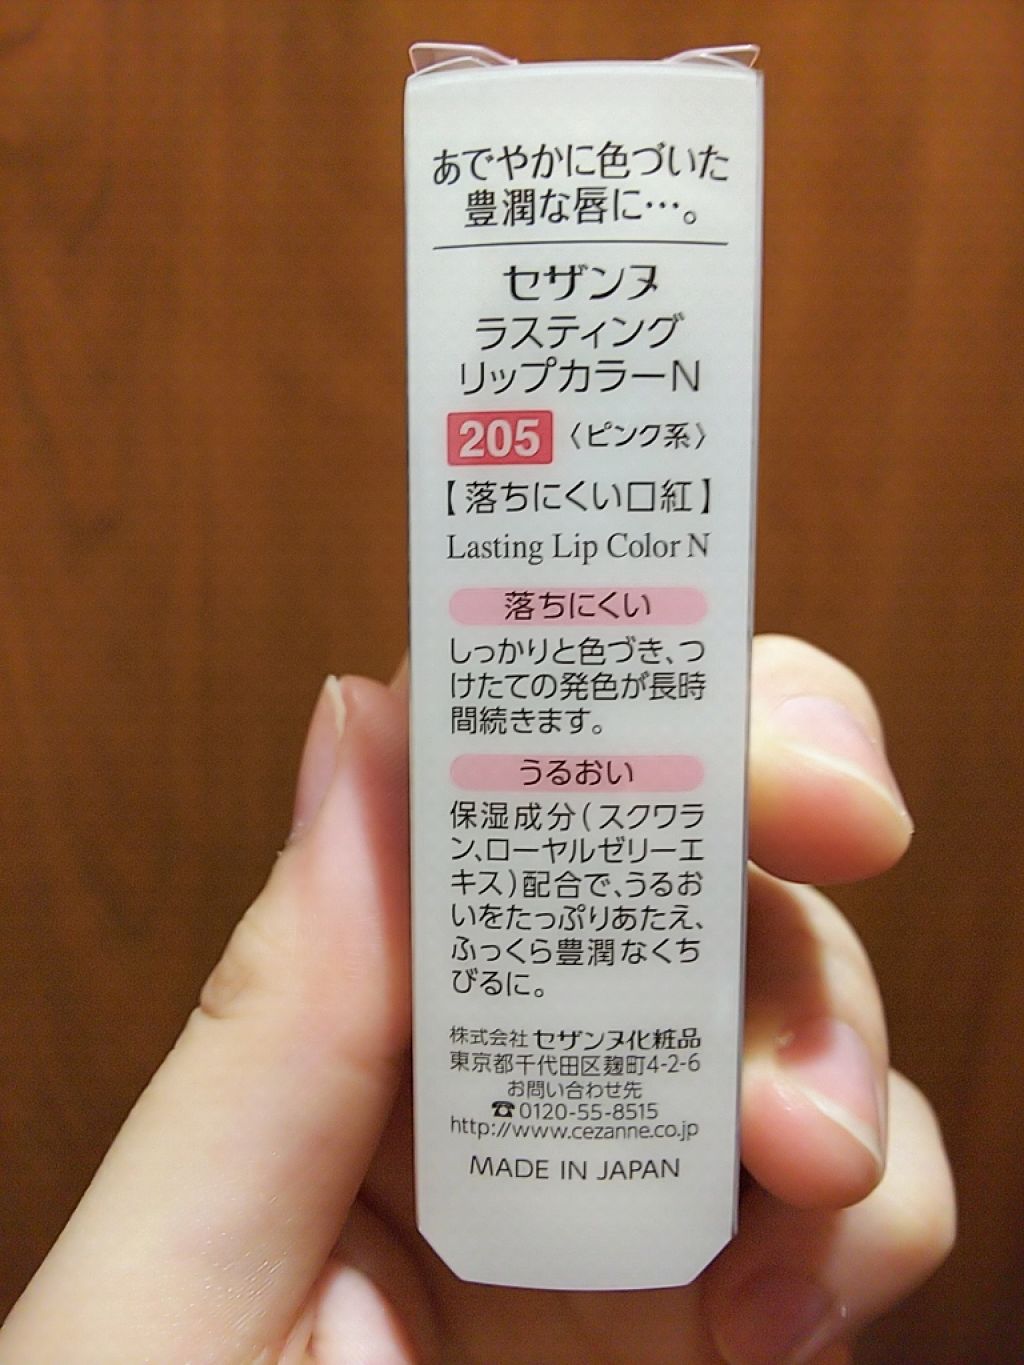 あでやかに色づいた
豊潤な唇に…。
セザンヌ
ラスティング
リップカラーN
205 〈ピンク系〉
【落ちにくい口紅】
Lasting Lip Color N
落ちにくい
しっかりと色づき、つ
けたての発色が長時
間続きます。
うるおい
保湿成分(スクワラ
ン、ローヤルゼリーエ
キス)配合で、うるお
いをたっぷりあたえ、
ふっくら豊潤なくち
びるに。
株式会社セザンヌ化粧品
東京都千代田区麹町4-2-6
お問い合わせ先
☎0120-55-8515
http://www.cezanne.co.jp
MADE IN JAPAN